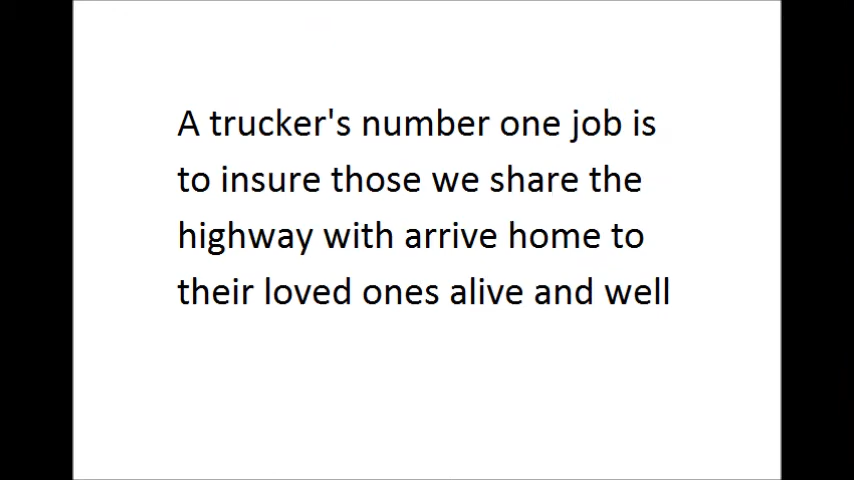 A trucker's number one job is
to insure those we share the
highway with arrive home to
their loved ones alive and well